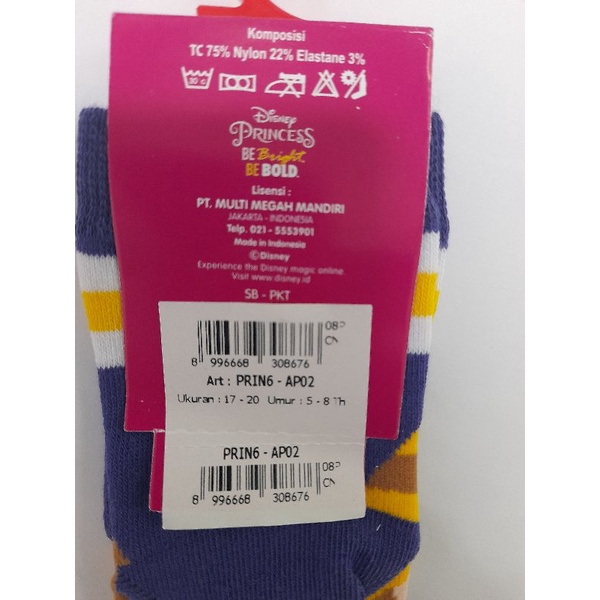 Komposisi
TC 75% Nylon 22% Elastane 3%
30 c
Disney
PRINCESS
BE Bright,
BE BOLD.
Lisensi :
PT. MULTI MEGAH MANDIRI
JAKARTA - INDONESIA
Telp. 021 - 5553901
Made in Indonesia
©Disney
Experience the Disney magic online
Visit www.disney.id
SB - PKT
8 996668 308676
Art : PRIN6 - AP02
Ukuran : 17 - 20 Umur : 5 - 8 Th
PRIN6 - AP02
8 996668 308676